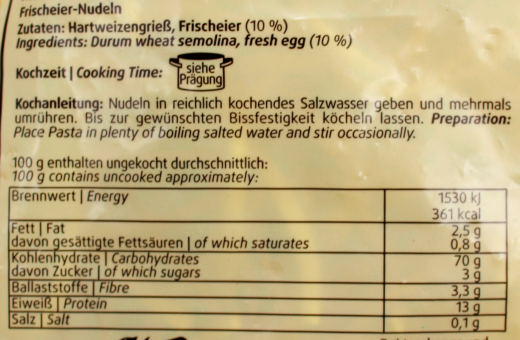 Frischeier-Nudeln
Zutaten: Hartweizengrieß, Frischeier (10 %)
Ingredients: Durum wheat semolina, fresh egg (10 %)
Kochzeit | Cooking Time: siehe
Prägung
Kochanleitung: Nudeln in reichlich kochendes Salzwasser geben und mehrmals
umrühren. Bis zur gewünschten Bissfestigkeit köcheln lassen. Preparation:
Place Pasta in plenty of boiling salted water and stir occasionally.
100 g enthalten ungekocht durchschnittlich:
100 g contains uncooked approximately:
Brennwert | Energy 1530 kJ
361 kcal
Fett | Fat 2,5 g
davon gesättigte Fettsäuren | of which saturates 0,8 g
Kohlenhydrate | Carbohydrates 70 g
davon Zucker | of which sugars 3 g
Ballaststoffe | Fibre 3,3 g
Eiweiß | Protein 13 g
Salz | Salt 0,1 g